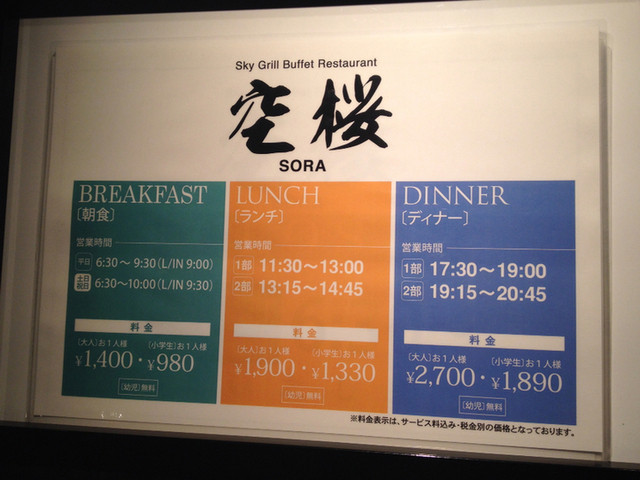 Sky Grill Buffet Restaurant
空桜
SORA
BREAKFAST
〔朝食〕
営業時間
平日 6:30〜 9:30(L/IN 9:00)
土日祝日 6:30〜10:00(L/IN 9:30)
料金
〔大人〕お1人様 〔小学生〕お1人様
¥1,400・¥980
〔幼児〕無料
LUNCH
〔ランチ〕
営業時間
1部 11:30〜13:00
2部 13:15〜14:45
料金
〔大人〕お1人様 〔小学生〕お1人様
¥1,900・¥1,330
〔幼児〕無料
DINNER
〔ディナー〕
営業時間
1部 17:30〜19:00
2部 19:15〜20:45
料金
〔大人〕お1人様 〔小学生〕お1人様
¥2,700・¥1,890
〔幼児〕無料
※料金表示は、サービス料込み・税金別の価格となっております。